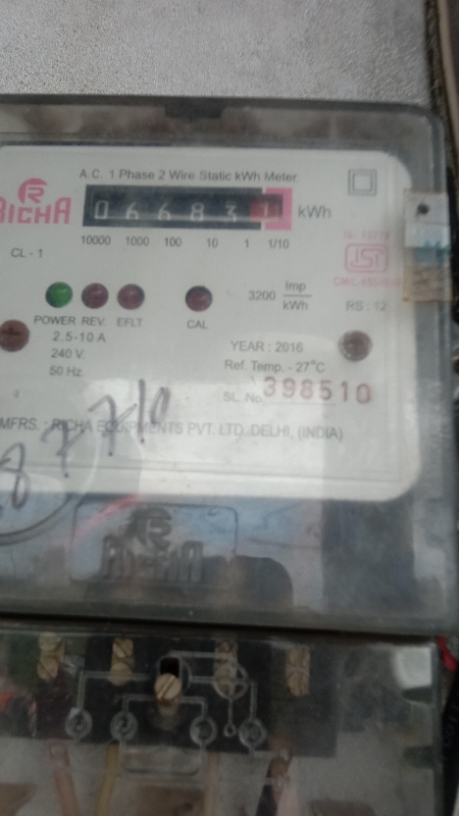 A.C. 1 Phase 2 Wire Static kWh Meter
RICHA
06683 kWh
10000 1000 100 10 1 1/10
CL - 1
ISI
3200 Imp/kWh
RS : 12
POWER REV. EFLT CAL
2.5-10 A
240 V.
50 Hz.
YEAR : 2016
Ref. Temp. - 27°C
SL. No. 398510
MFRS. : RICHA EQUIPMENTS PVT. LTD. DELHI, (INDIA)
RICHA